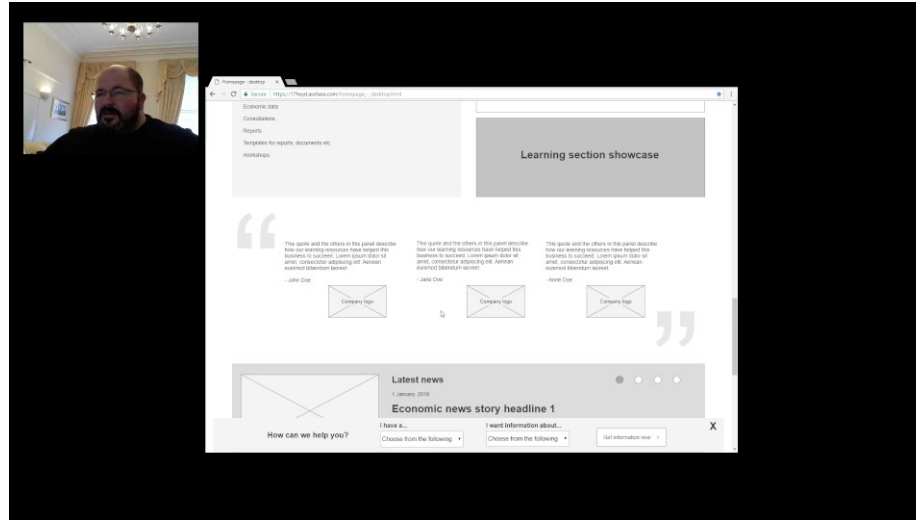 Homepage - desktop
Secure
Economic data
Consultations
Reports
Templates for reports, documents etc.
Workshops
Learning section showcase
“
This quote and the others in this panel describe
how our learning resources have helped this
business to succeed. Lorem ipsum dolor sit
amet, consectetur adipiscing elit. Aenean
euismod bibendum laoreet.
- John Doe
Company logo
This quote and the others in this panel describe
how our learning resources have helped this
business to succeed. Lorem ipsum dolor sit
amet, consectetur adipiscing elit. Aenean
euismod bibendum laoreet.
- Jane Doe
Company logo
This quote and the others in this panel describe
how our learning resources have helped this
business to succeed. Lorem ipsum dolor sit
amet, consectetur adipiscing elit. Aenean
euismod bibendum laoreet.
- Anne Doe
Company logo
”
Latest news
1 January, 2018
Economic news story headline 1
How can we help you?
I have a...
Choose from the following
I want information about...
Choose from the following
Get information now >
X